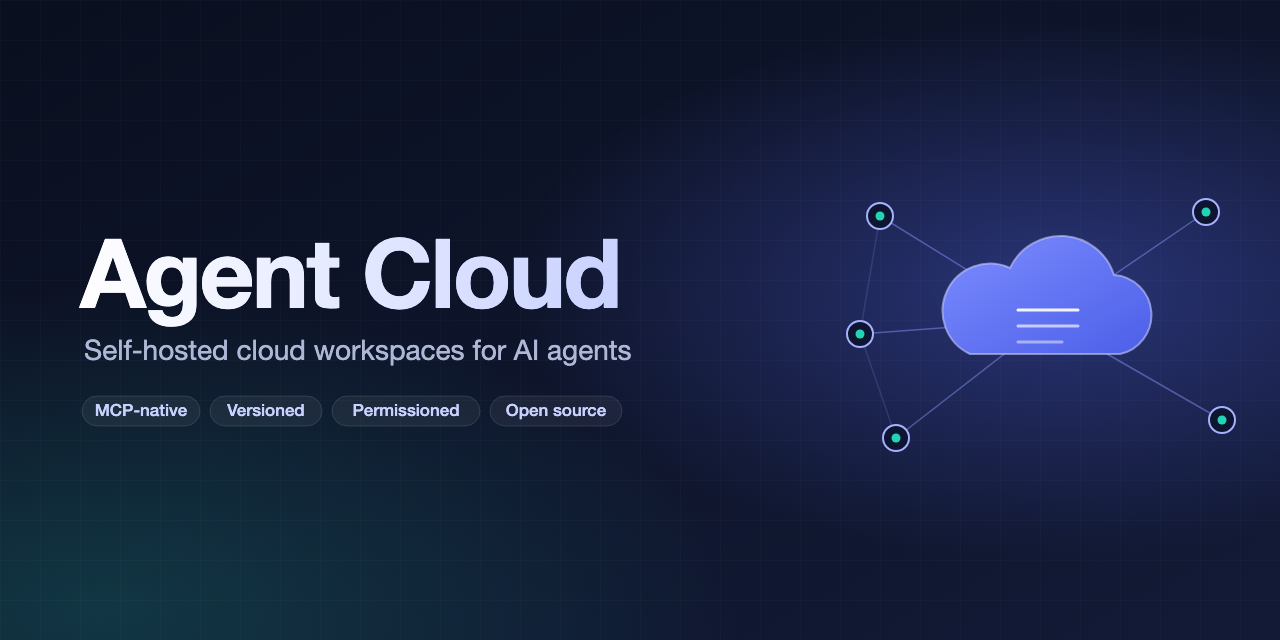 Agent Cloud
Self-hosted cloud workspaces for AI agents
MCP-native Versioned Permissioned Open source